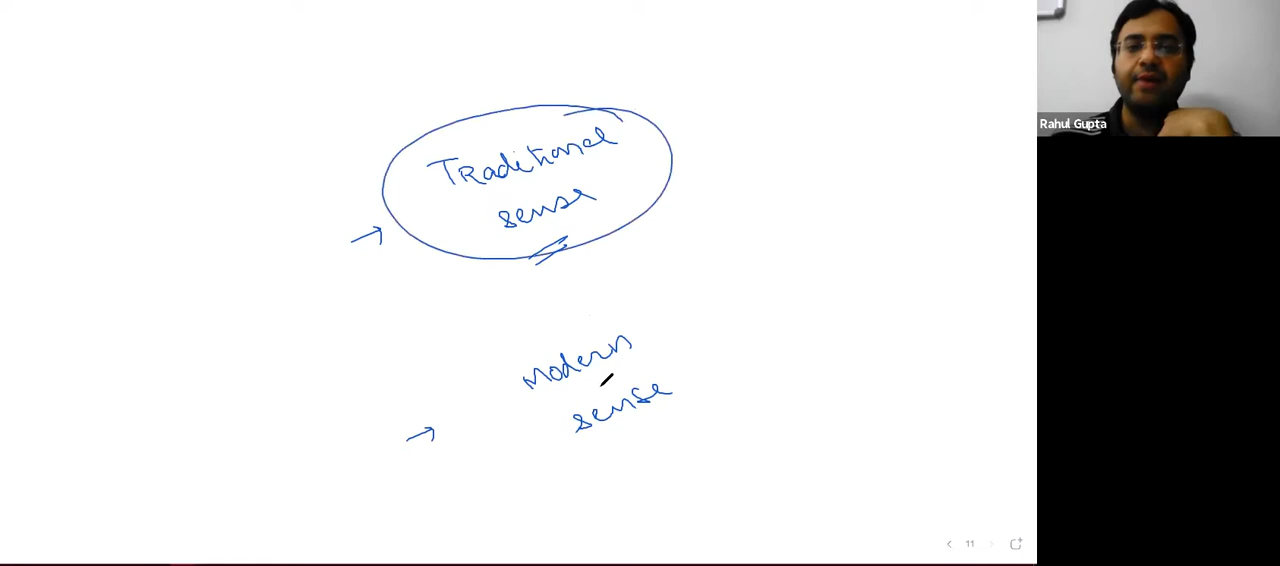 Traditional
sense
→
Modern
sense
→
Rahul Gupta
11